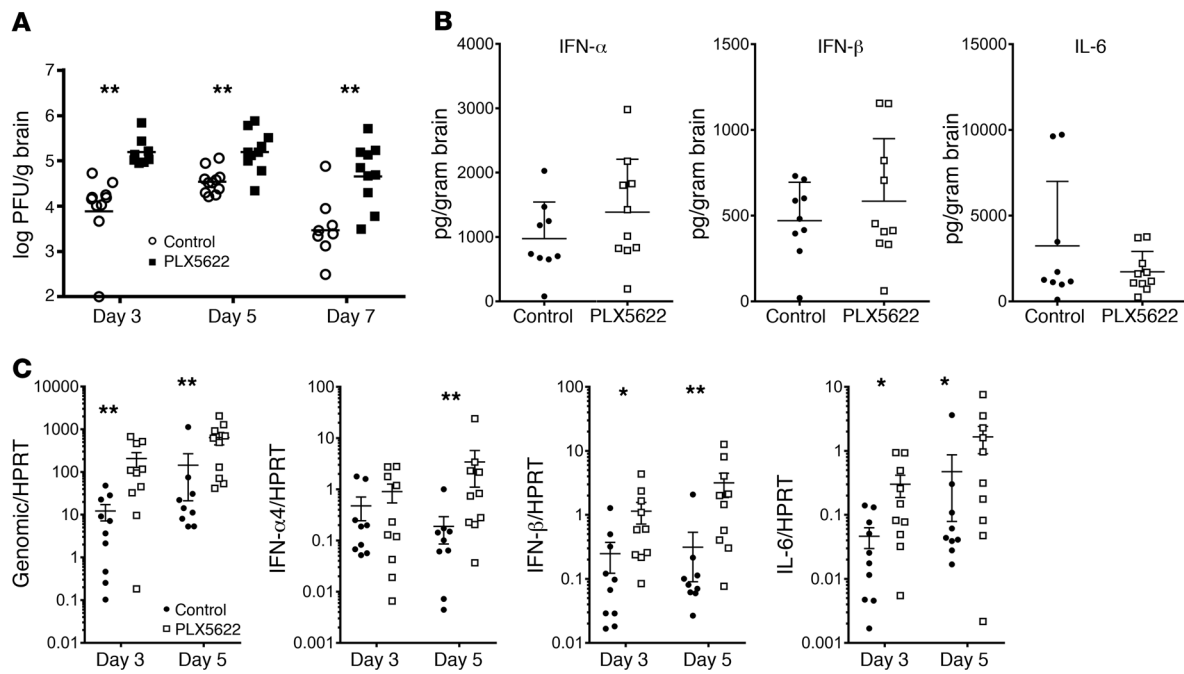 A
log PFU/g brain
7
6
5
4
3
2
** ** **
Control
PLX5622
Day 3 Day 5 Day 7
B
IFN-α
pg/gram brain
4000
3000
2000
1000
0
Control PLX5622
IFN-β
pg/gram brain
1500
1000
500
0
Control PLX5622
IL-6
pg/gram brain
15000
10000
5000
0
Control PLX5622
C
Genomic/HPRT
10000
1000
100
10
1
0.1
0.01
** **
Control
PLX5622
Day 3 Day 5
IFN-α4/HPRT
100
10
1
0.1
0.01
0.001
**
Day 3 Day 5
IFN-β/HPRT
100
10
1
0.1
0.01
* **
Day 3 Day 5
IL-6/HPRT
10
1
0.1
0.01
0.001
* *
Day 3 Day 5